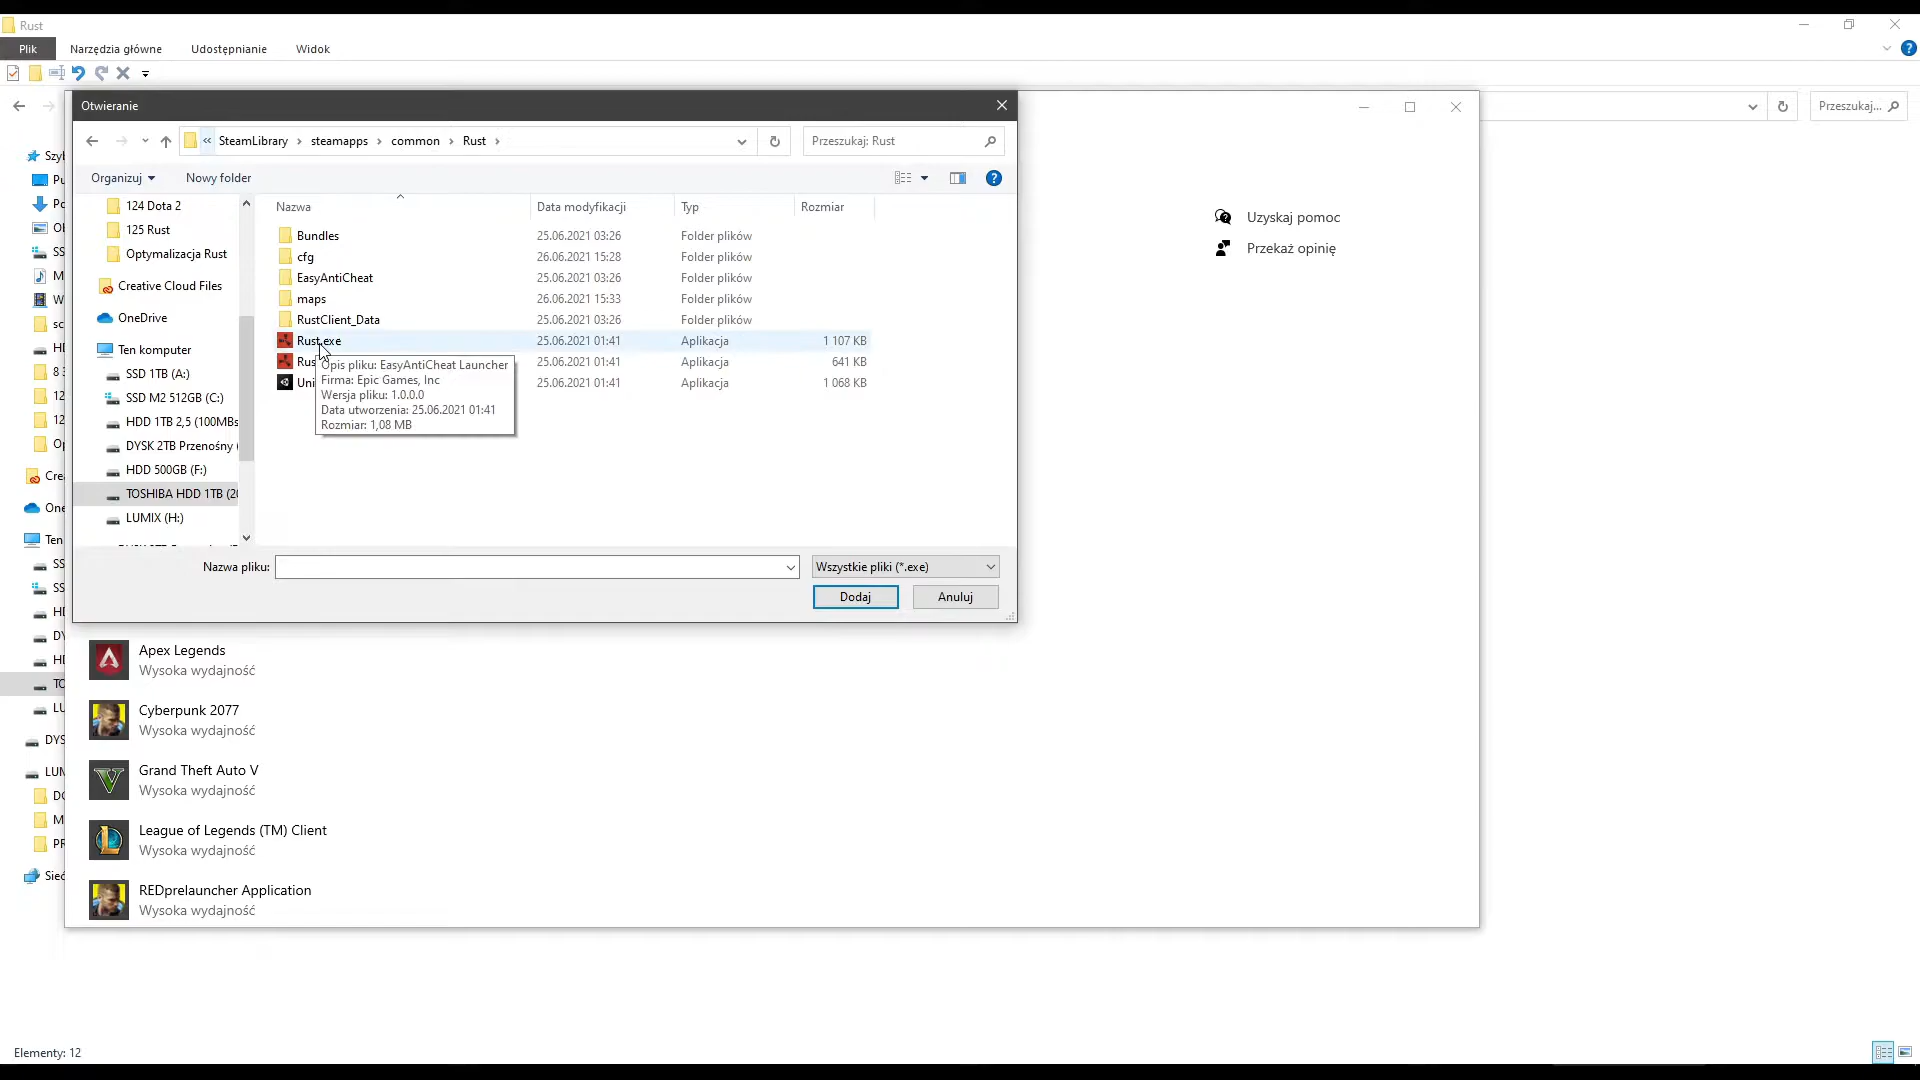 Rust
Plik
Narzędzia główne
Udostępnianie
Widok
Otwieranie
« SteamLibrary › steamapps › common › Rust ›
Przeszukaj: Rust
Przeszukaj...
Organizuj
Nowy folder
Nazwa
Data modyfikacji
Typ
Rozmiar
124 Dota 2
125 Rust
Optymalizacja Rust
Creative Cloud Files
OneDrive
Ten komputer
SSD 1TB (A:)
SSD M2 512GB (C:)
HDD 1TB 2,5 (100MBs
DYSK 2TB Przenośny (
HDD 500GB (F:)
TOSHIBA HDD 1TB (20
LUMIX (H:)
Bundles 25.06.2021 03:26 Folder plików
cfg 26.06.2021 15:28 Folder plików
EasyAntiCheat 25.06.2021 03:26 Folder plików
maps 26.06.2021 15:33 Folder plików
RustClient_Data 25.06.2021 03:26 Folder plików
Rust.exe 25.06.2021 01:41 Aplikacja 1 107 KB
Rus 25.06.2021 01:41 Aplikacja 641 KB
Uni 25.06.2021 01:41 Aplikacja 1 068 KB
Opis pliku: EasyAntiCheat Launcher
Firma: Epic Games, Inc
Wersja pliku: 1.0.0.0
Data utworzenia: 25.06.2021 01:41
Rozmiar: 1,08 MB
Nazwa pliku:
Wszystkie pliki (*.exe)
Dodaj
Anuluj
Uzyskaj pomoc
Przekaż opinię
Apex Legends
Wysoka wydajność
Cyberpunk 2077
Wysoka wydajność
Grand Theft Auto V
Wysoka wydajność
League of Legends (TM) Client
Wysoka wydajność
REDprelauncher Application
Wysoka wydajność
Szyb
Pu
Po
Ob
SS
M
W
sc
HD
8 3
12
12
Op
Crea
One
Ten
SS
SS
HD
DY
HD
TO
LU
DYS
LUM
DC
M
PR
Sieć
Elementy: 12